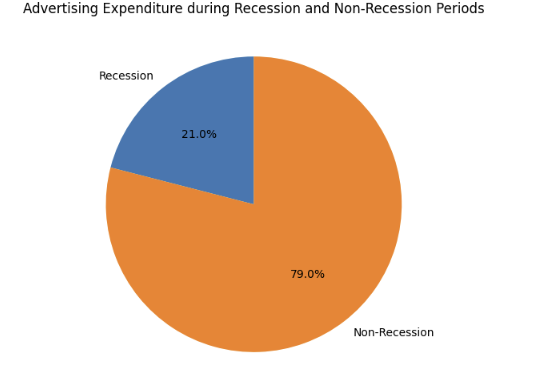 Advertising Expenditure during Recession and Non-Recession Periods
Recession
21.0%
79.0%
Non-Recession